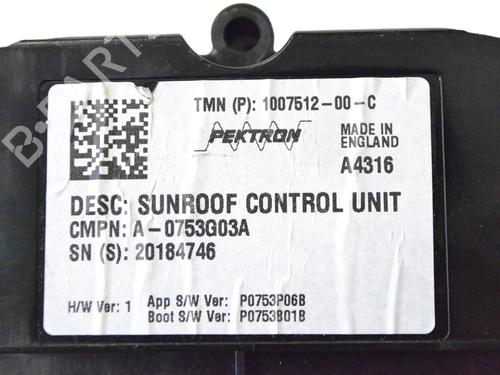 TMN (P): 1007512-00-C
PEKTRON
MADE IN
ENGLAND
A4316
DESC: SUNROOF CONTROL UNIT
CMPN: A-0753G03A
SN (S): 20184746
H/W Ver: 1 App S/W Ver: P0753P06B
Boot S/W Ver: P0753B01B
B-PARTS